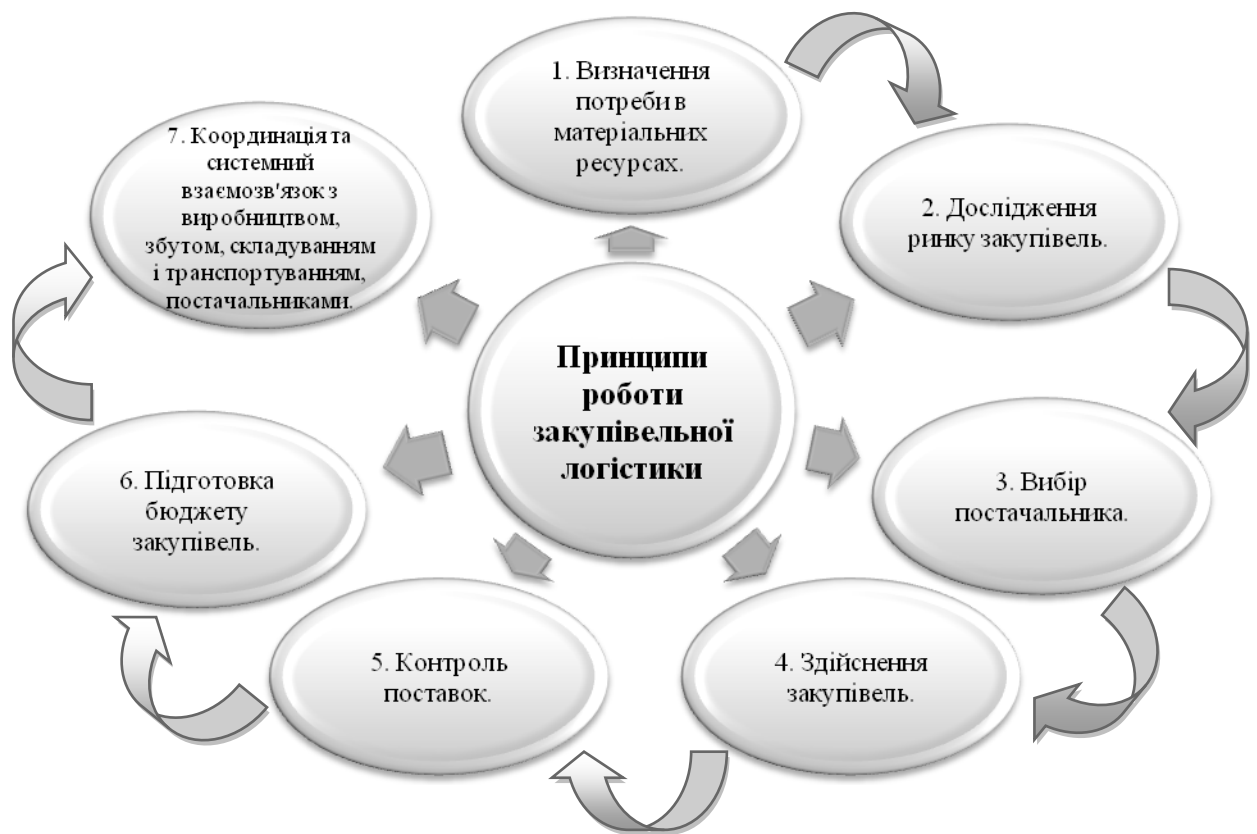 1. Визначення
потреби в
матеріальних
ресурсах.
2. Дослідження
ринку закупівель.
3. Вибір
постачальника.
4. Здійснення
закупівель.
5. Контроль
поставок.
6. Підготовка
бюджету
закупівель.
7. Координація та
системний
взаємозв'язок з
виробництвом,
збутом, складуванням
і транспортуванням,
постачальниками.
Принципи
роботи
закупівельної
логістики